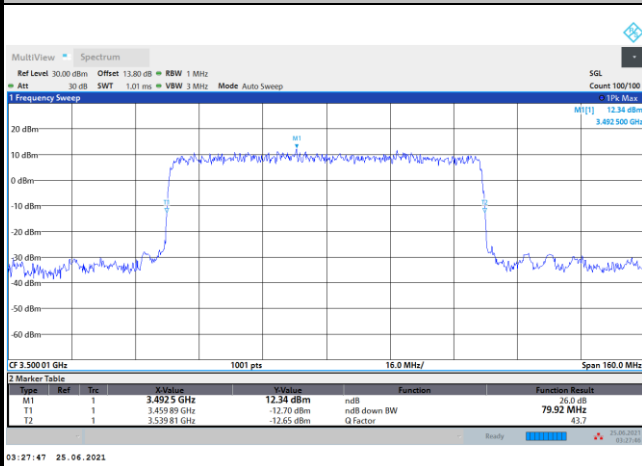 MultiView Spectrum
Ref Level 30.00 dBm Offset 13.80 dB RBW 1 MHz SGL
Att 30 dB SWT 1.01 ms VBW 3 MHz Mode Auto Sweep Count 100/100
1 Frequency Sweep 1Pk Max
M1[1] 12.34 dBm
3.492 500 GHz
20 dBm
M1
10 dBm
0 dBm
T1 T2
-10 dBm
-20 dBm
-30 dBm
-40 dBm
-50 dBm
-60 dBm
CF 3.500 01 GHz 1001 pts 16.0 MHz/ Span 160.0 MHz
2 Marker Table
Type Ref Trc X-Value Y-Value Function Function Result
M1 1 3.492 5 GHz 12.34 dBm ndB 26.0 dB
T1 1 3.459 89 GHz -12.70 dBm ndB down BW 79.92 MHz
T2 1 3.539 81 GHz -12.65 dBm Q Factor 43.7
Ready 25.06.2021
03:27:46
03:27:47 25.06.2021